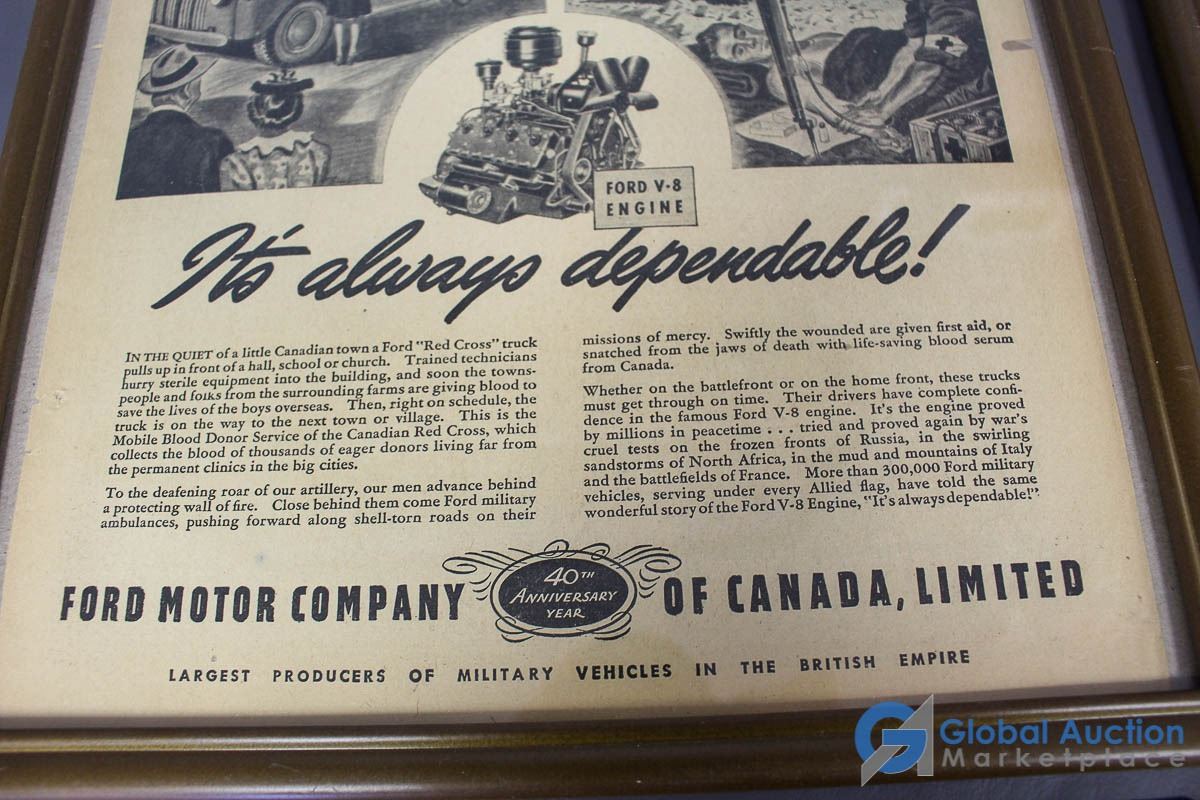 FORD V·8
ENGINE
It's always dependable!
IN THE QUIET of a little Canadian town a Ford "Red Cross" truck
pulls up in front of a hall, school or church. Trained technicians
hurry sterile equipment into the building, and soon the towns-
people and folks from the surrounding farms are giving blood to
save the lives of the boys overseas. Then, right on schedule, the
truck is on the way to the next town or village. This is the
Mobile Blood Donor Service of the Canadian Red Cross, which
collects the blood of thousands of eager donors living far from
the permanent clinics in the big cities.
To the deafening roar of our artillery, our men advance behind
a protecting wall of fire. Close behind them come Ford military
ambulances, pushing forward along shell-torn roads on their
missions of mercy. Swiftly the wounded are given first aid, or
snatched from the jaws of death with life-saving blood serum
from Canada.
Whether on the battlefront or on the home front, these trucks
must get through on time. Their drivers have complete confi-
dence in the famous Ford V-8 engine. It's the engine proved
by millions in peacetime . . . tried and proved again by war's
cruel tests on the frozen fronts of Russia, in the swirling
sandstorms of North Africa, in the mud and mountains of Italy
and the battlefields of France. More than 300,000 Ford military
vehicles, serving under every Allied flag, have told the same
wonderful story of the Ford V-8 Engine, "It's always dependable!".
FORD MOTOR COMPANY OF CANADA, LIMITED
40TH
ANNIVERSARY
YEAR
LARGEST PRODUCERS OF MILITARY VEHICLES IN THE BRITISH EMPIRE
Global Auction
Marketplace